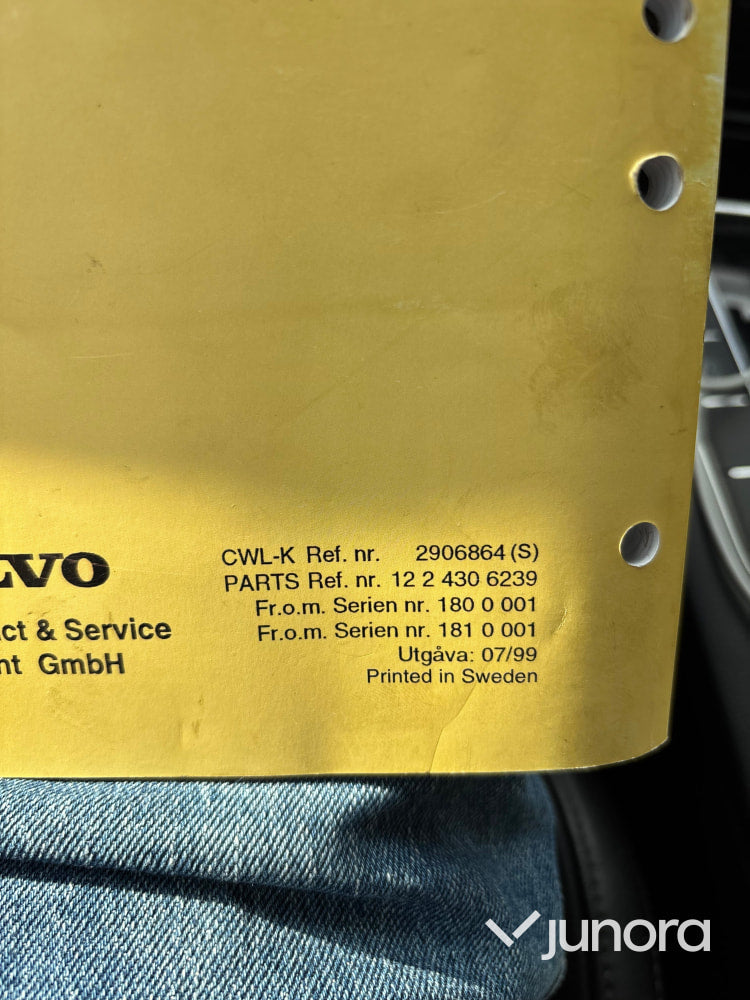 CWL-K Ref. nr. 2906864 (S)
PARTS Ref. nr. 12 2 430 6239
Fr.o.m. Serien nr. 180 0 001
Fr.o.m. Serien nr. 181 0 001
Utgåva: 07/99
Printed in Sweden
LVO
ct & Service
nt GmbH
junora